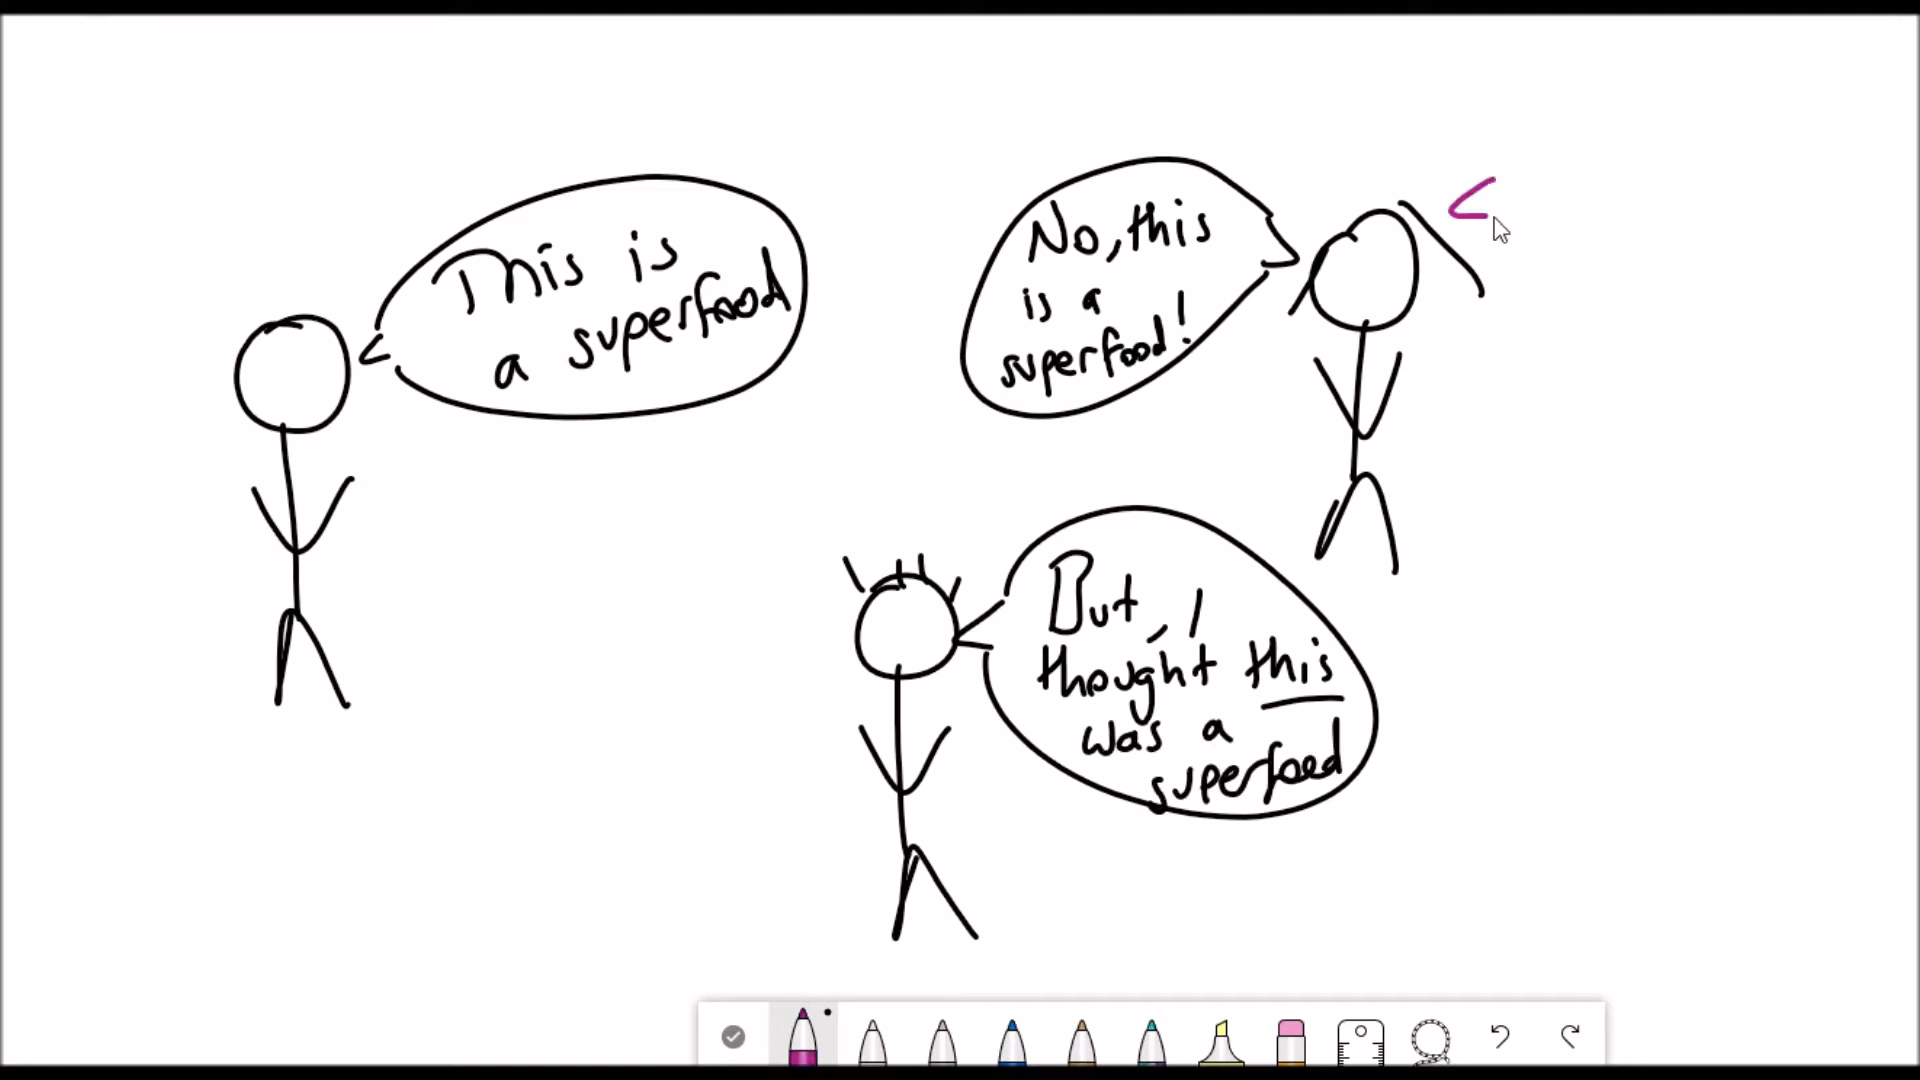 This is
a superfood
No, this
is a
superfood!
But, I
thought this
was a
superfood